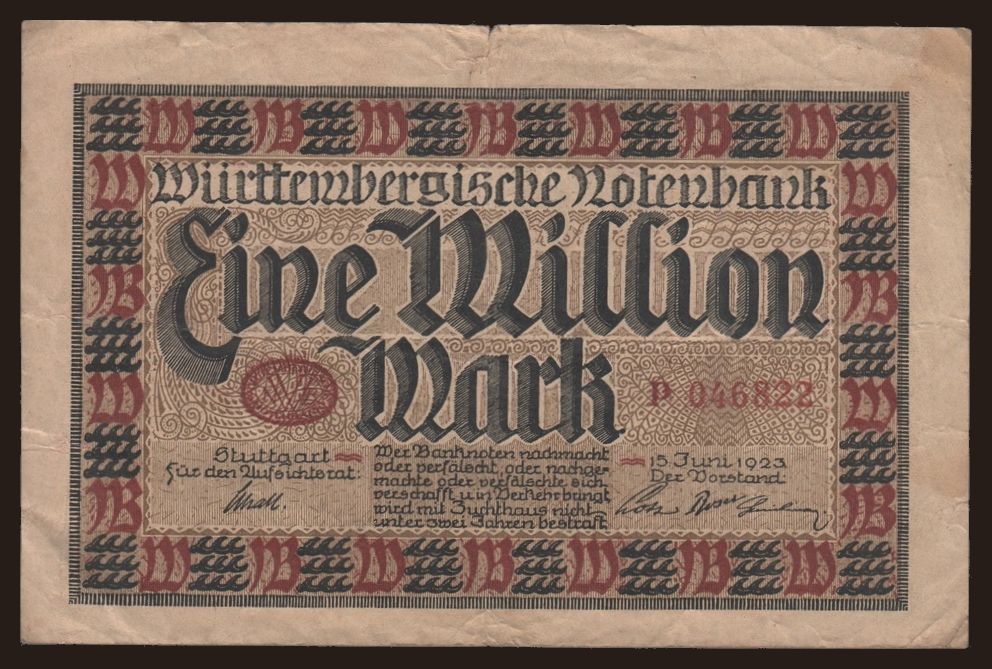 W N W N W N W
Württembergische Notenbank
Eine Million
Mark
P 046822
Stuttgart
für den Aufsichtsrat:
Wer Banknoten nachmacht
oder verfälscht, oder nachge-
machte oder verfälschte sich
verschafft u. in Verkehr bringt
wird mit Zuchthaus nicht
unter zwei Jahren bestraft
15. Juni 1923
Der Vorstand: